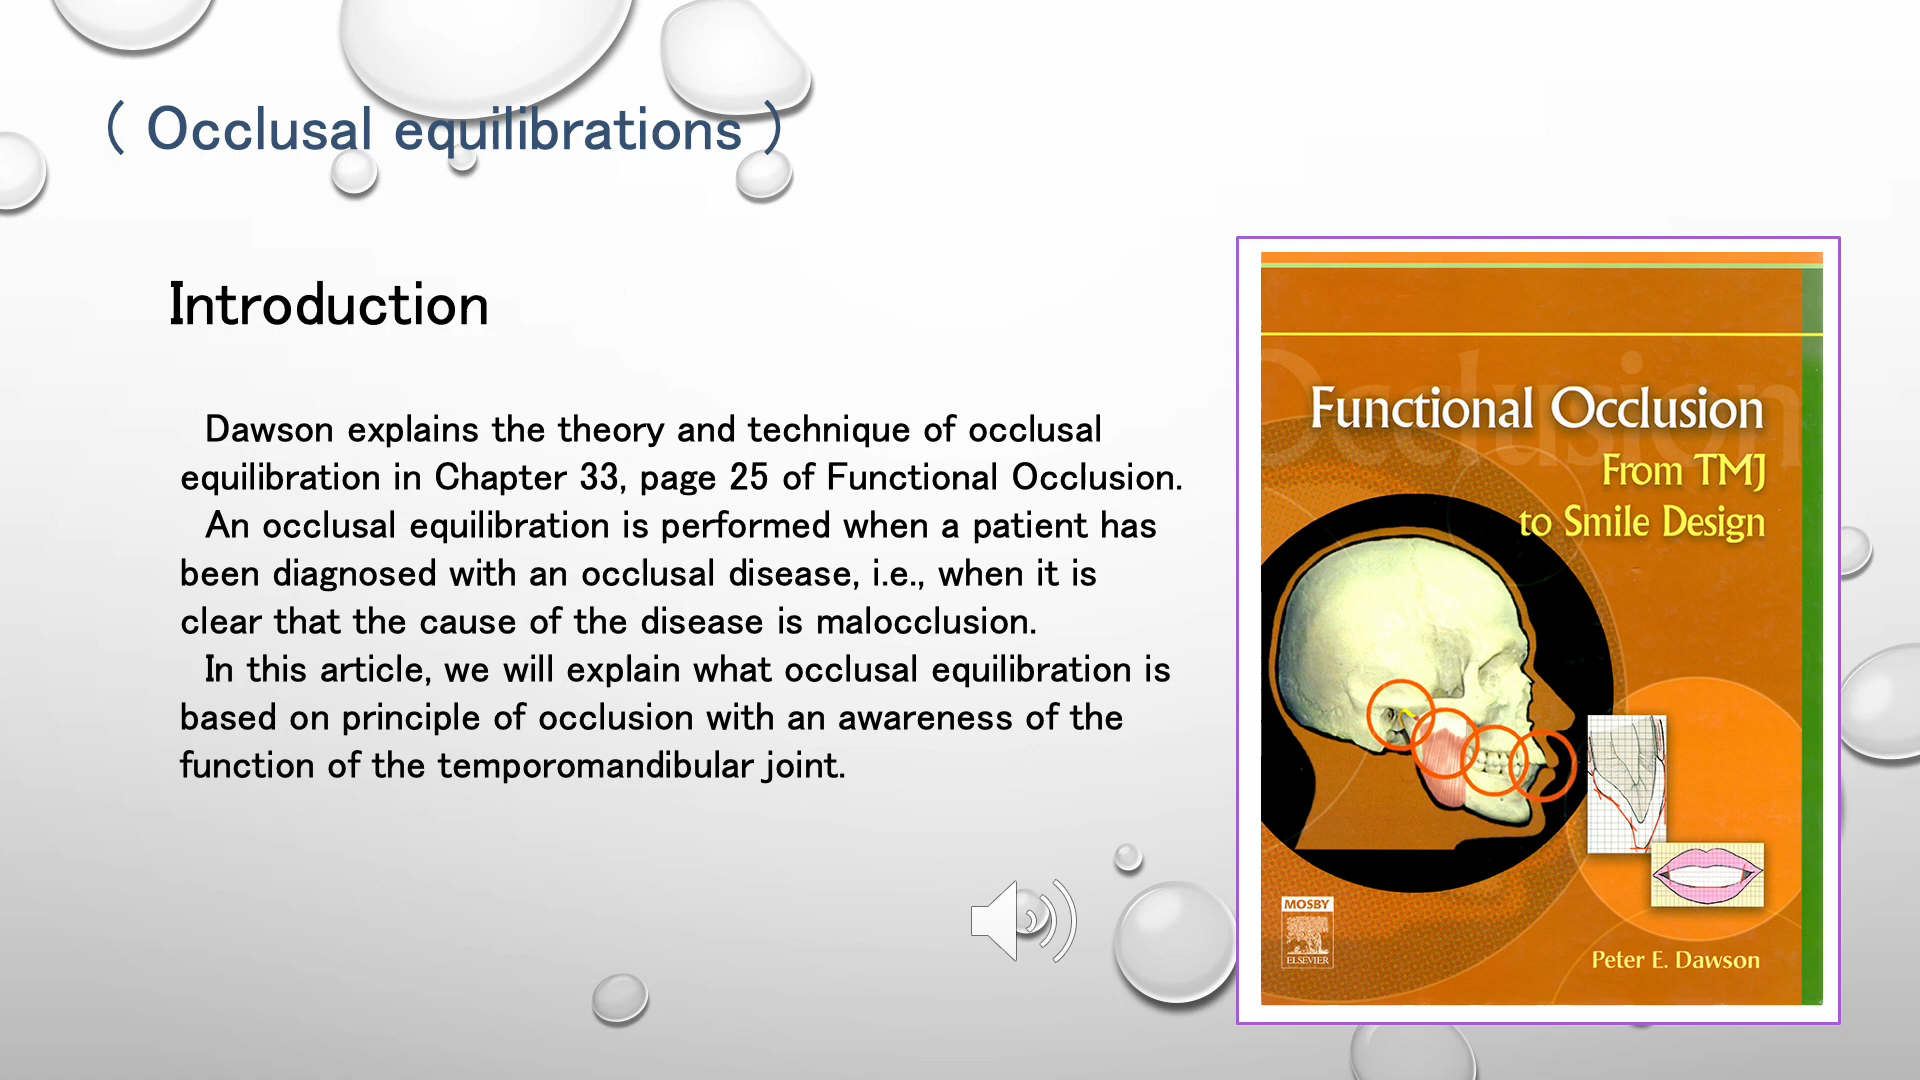 ( Occlusal equilibrations )
Introduction
Dawson explains the theory and technique of occlusal
equilibration in Chapter 33, page 25 of Functional Occlusion.
An occlusal equilibration is performed when a patient has
been diagnosed with an occlusal disease, i.e., when it is
clear that the cause of the disease is malocclusion.
In this article, we will explain what occlusal equilibration is
based on principle of occlusion with an awareness of the
function of the temporomandibular joint.
Occlusion
Functional Occlusion
From TMJ
to Smile Design
MOSBY
ELSEVIER
Peter E. Dawson